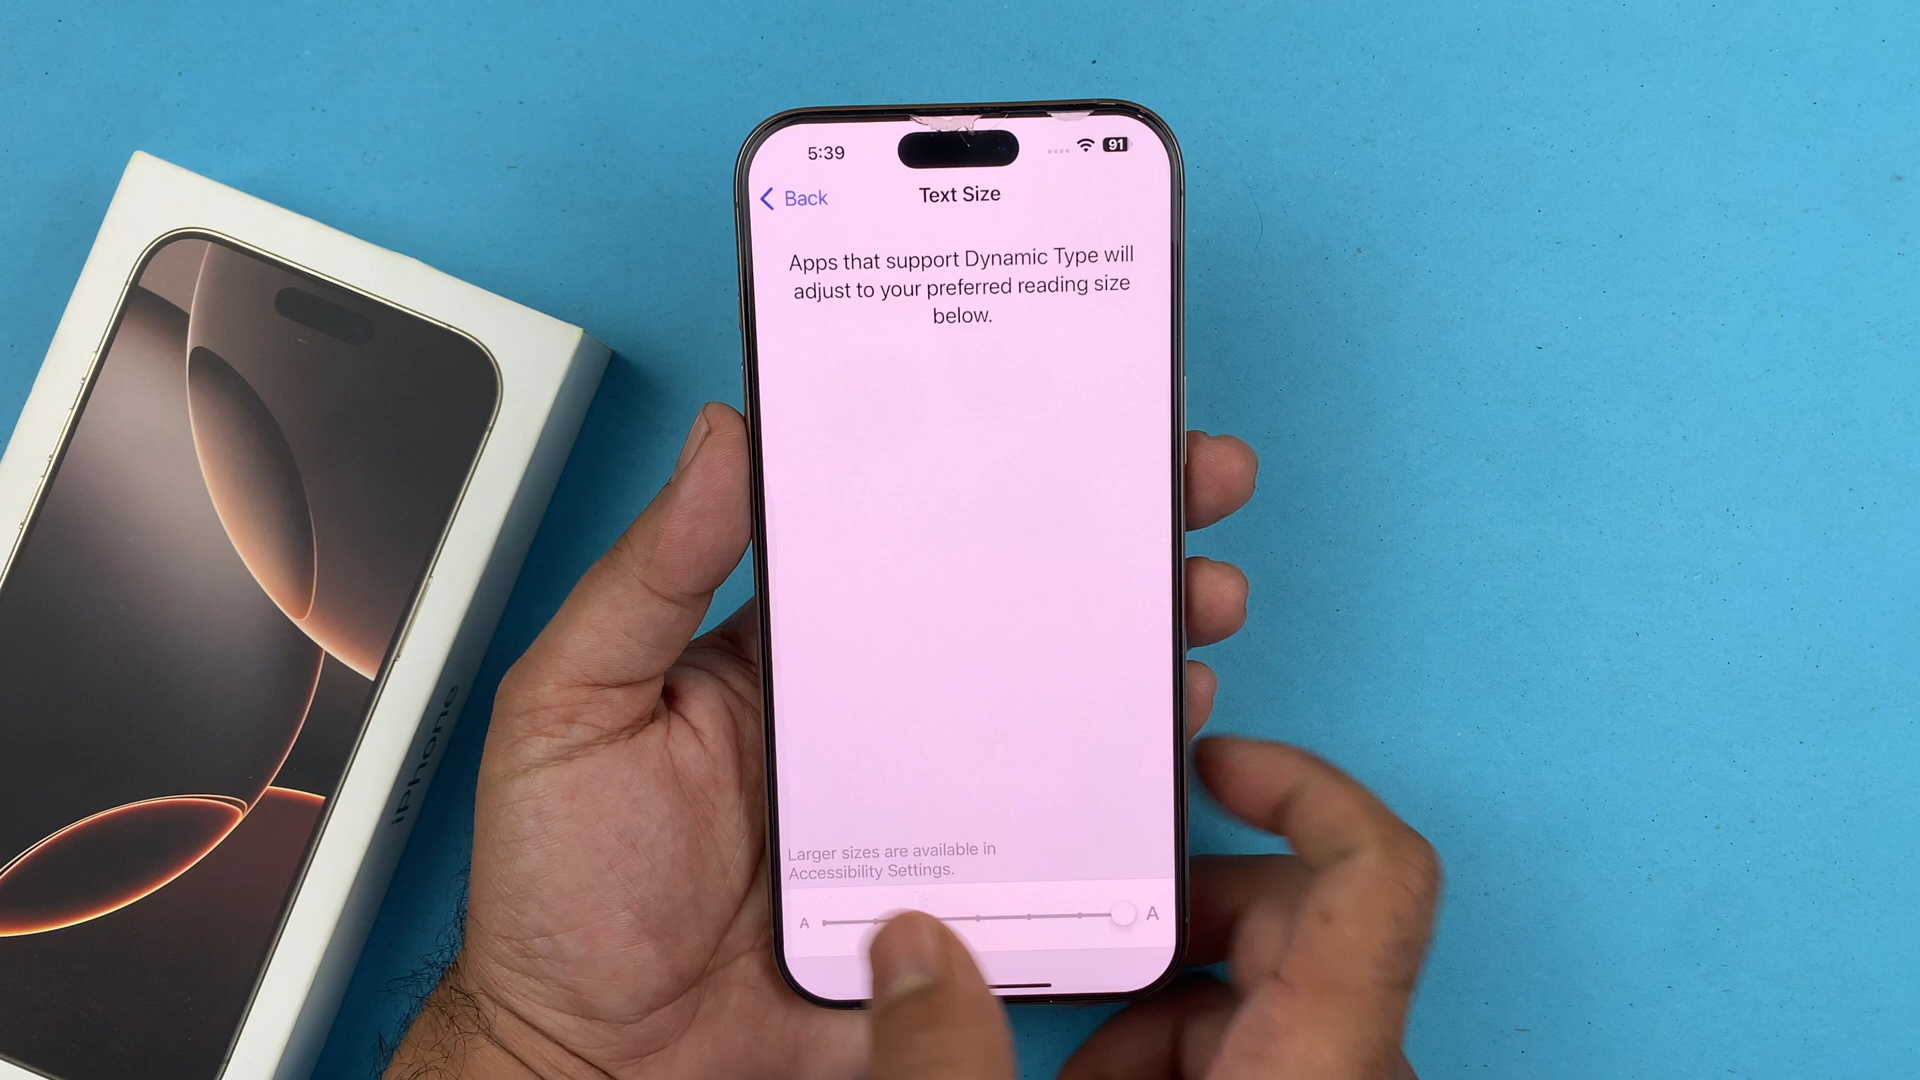 5:39
91
Back
Text Size
Apps that support Dynamic Type will
adjust to your preferred reading size
below.
Larger sizes are available in
Accessibility Settings.
A A
iPhone